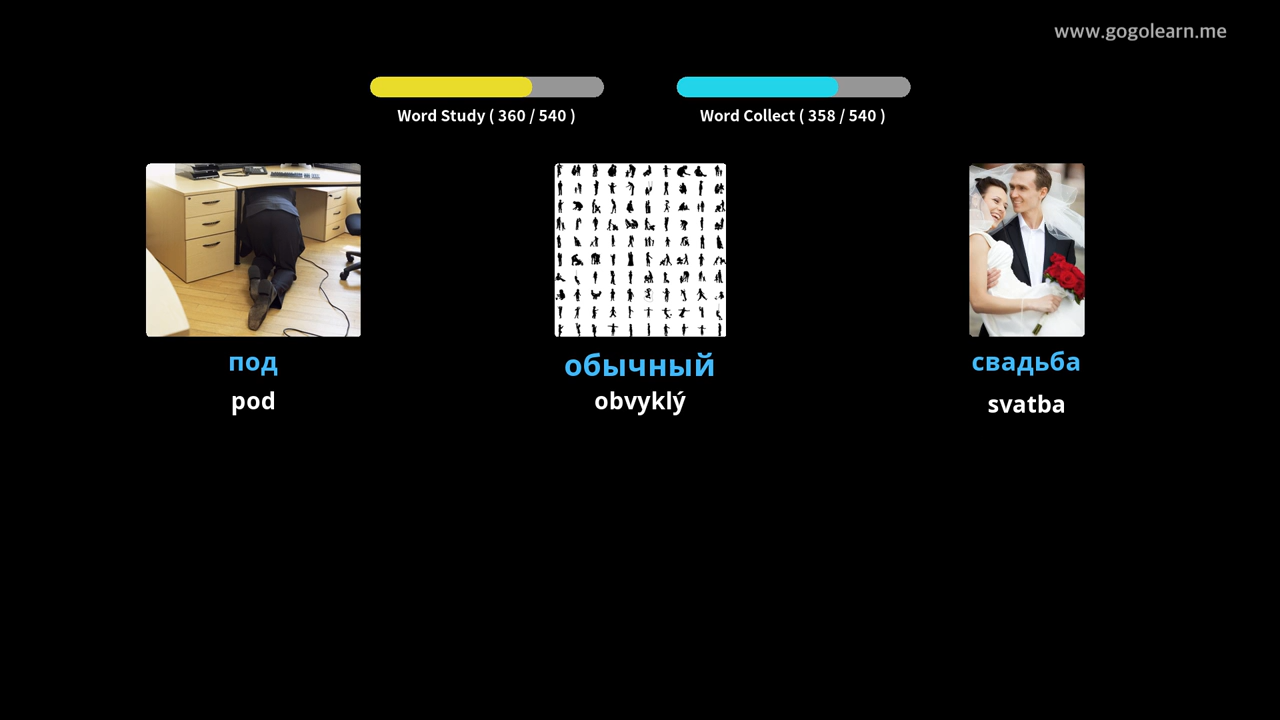 www.gogolearn.me
Word Study ( 360 / 540 )
Word Collect ( 358 / 540 )
под
обычный
свадьба
pod
obvyklý
svatba